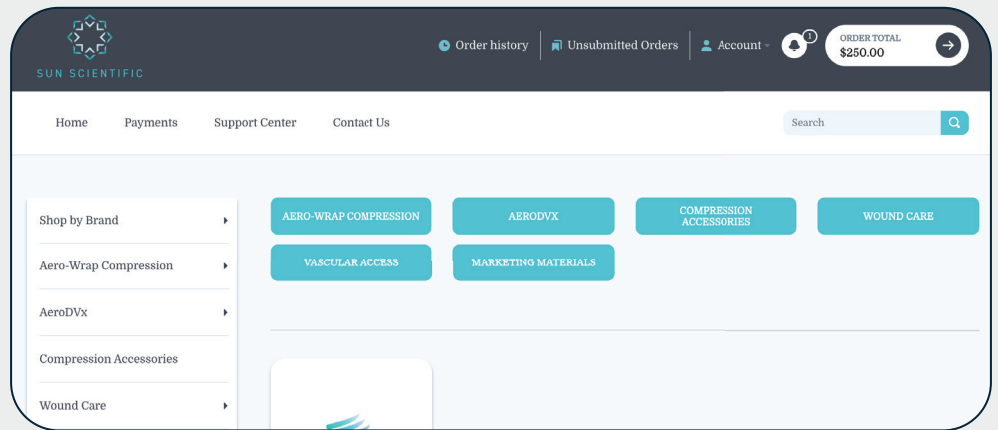 SUN SCIENTIFIC
Order history
Unsubmitted Orders
Account
1
ORDER TOTAL
$250.00
Home
Payments
Support Center
Contact Us
Search
Shop by Brand
Aero-Wrap Compression
AeroDVx
Compression Accessories
Wound Care
AERO-WRAP COMPRESSION
AERODVX
COMPRESSION
ACCESSORIES
WOUND CARE
VASCULAR ACCESS
MARKETING MATERIALS